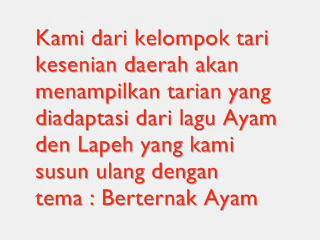 Kami dari kelompok tari
kesenian daerah akan
menampilkan tarian yang
diadaptasi dari lagu Ayam
den Lapeh yang kami
susun ulang dengan
tema : Berternak Ayam